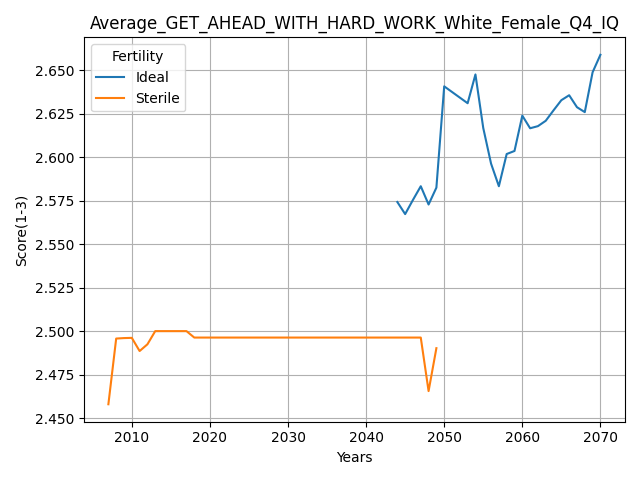 Average_GET_AHEAD_WITH_HARD_WORK_White_Female_Q4_IQ
Fertility
Ideal
Sterile
Score(1-3)
2.650
2.625
2.600
2.575
2.550
2.525
2.500
2.475
2.450
2010 2020 2030 2040 2050 2060 2070
Years